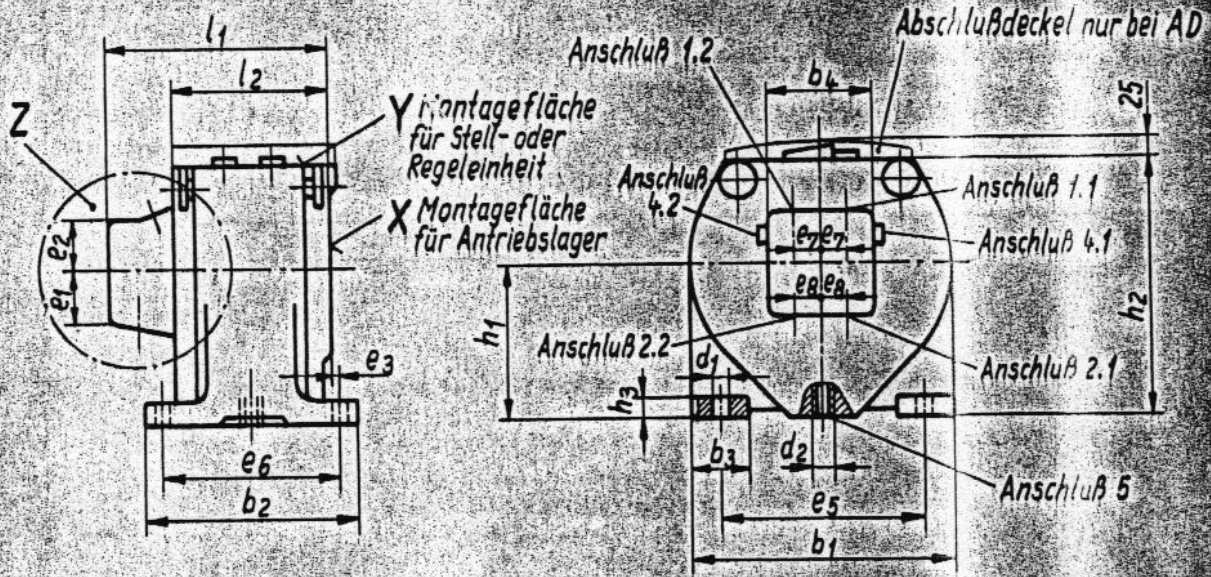 l1
l2
Z
Y Montagefläche
für Stell- oder
Regeleinheit
X Montagefläche
für Antriebslager
e2
e1
e3
e6
b2
Abschlußdeckel nur bei AD
Anschluß 1.2
b4
25
Anschluß
4.2
Anschluß 1.1
e7 e7
Anschluß 4.1
e8 e8
h1
h2
Anschluß 2.2
Anschluß 2.1
d1
h3
b3
d2
Anschluß 5
e5
b1